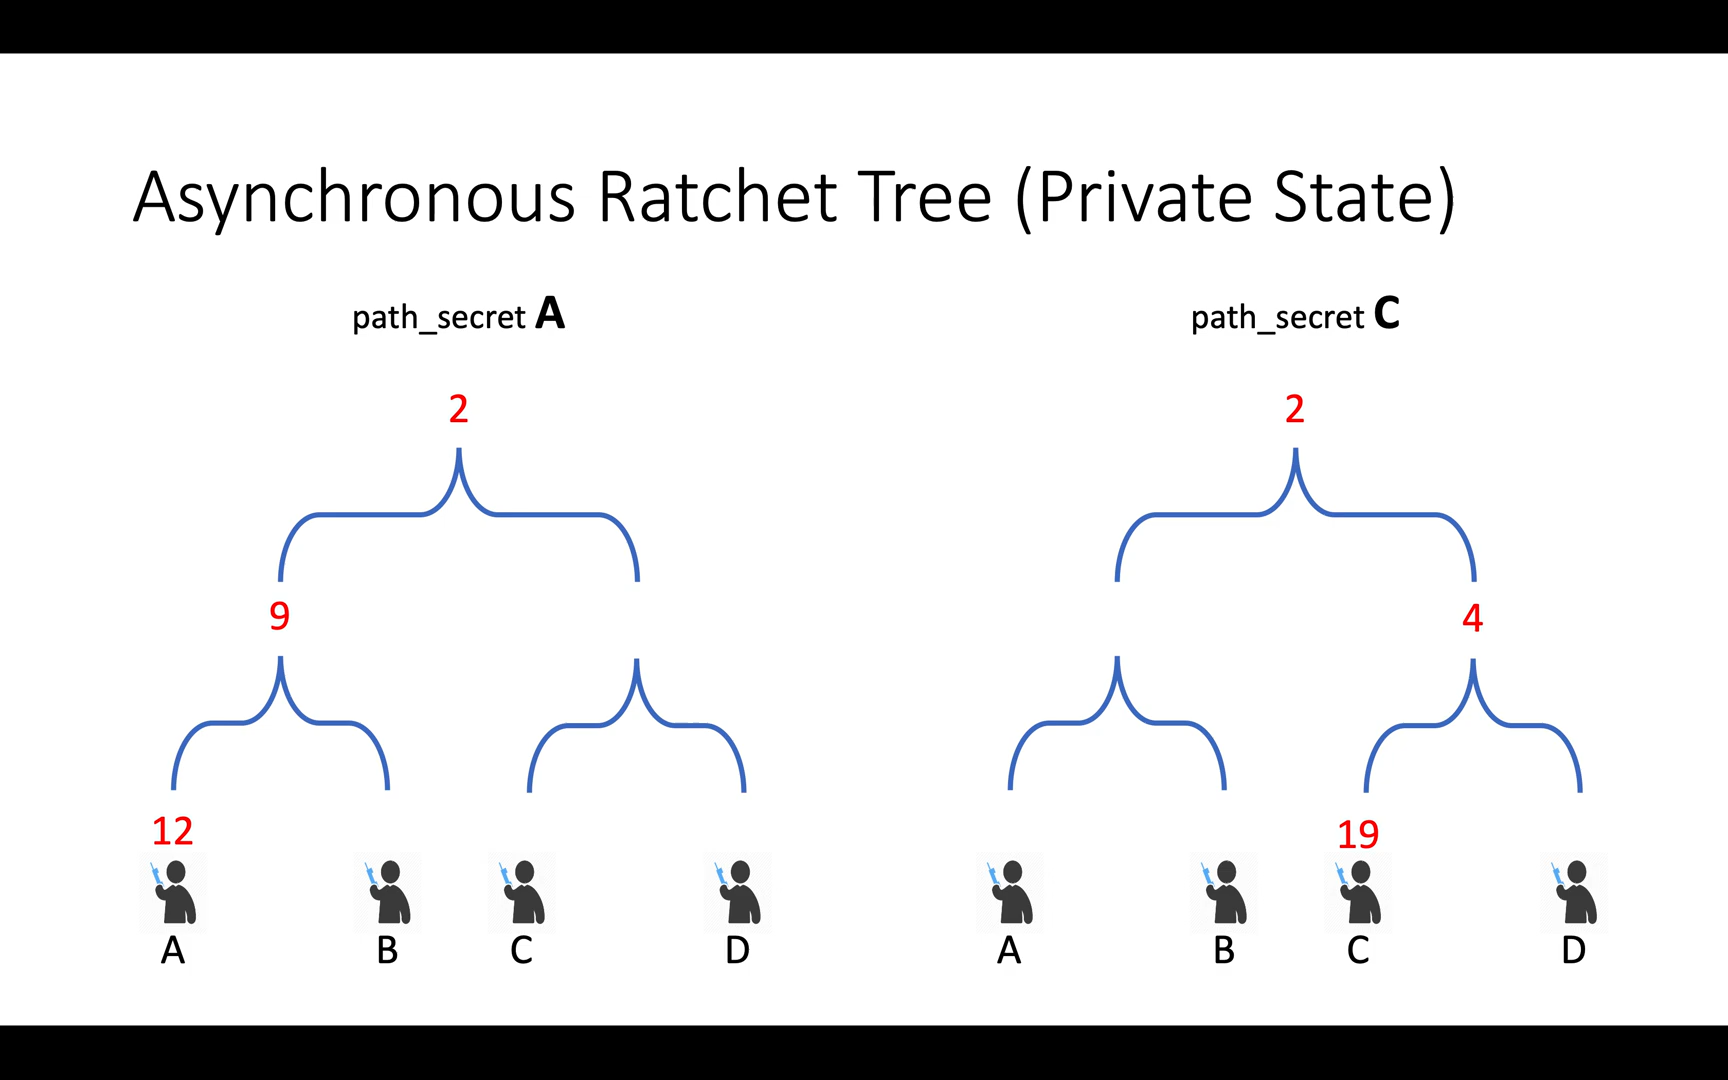 Asynchronous Ratchet Tree (Private State)
path_secret A
2
9
12
A B C D
path_secret C
2
4
19
A B C D